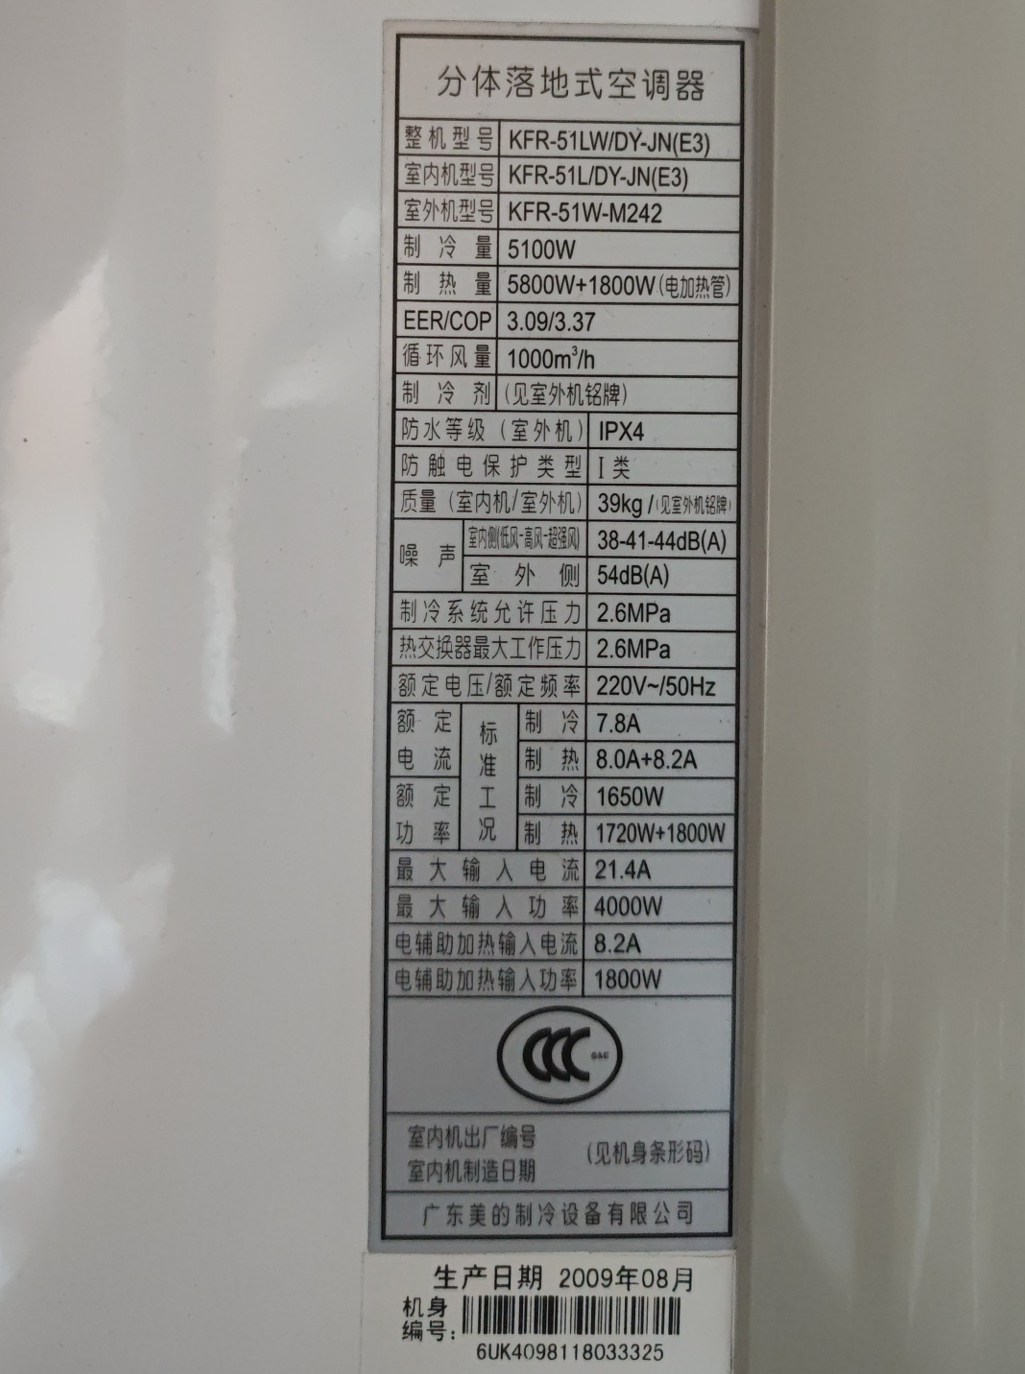 分体落地式空调器
整机型号 KFR-51LW/DY-JN(E3)
室内机型号 KFR-51L/DY-JN(E3)
室外机型号 KFR-51W-M242
制冷量 5100W
制热量 5800W+1800W(电加热管)
EER/COP 3.09/3.37
循环风量 1000m³/h
制冷剂 (见室外机铭牌)
防水等级(室外机) IPX4
防触电保护类型 I类
质量(室内机/室外机) 39kg/(见室外机铭牌)
噪声 室内侧(低风-高风-超强风) 38-41-44dB(A)
室外侧 54dB(A)
制冷系统允许压力 2.6MPa
热交换器最大工作压力 2.6MPa
额定电压/额定频率 220V~/50Hz
额定电流 标准工况 制冷 7.8A
制热 8.0A+8.2A
额定功率 制冷 1650W
制热 1720W+1800W
最大输入电流 21.4A
最大输入功率 4000W
电辅助加热输入电流 8.2A
电辅助加热输入功率 1800W
CCC S&E
室内机出厂编号
室内机制造日期 (见机身条形码)
广东美的制冷设备有限公司
生产日期 2009年08月
机身编号:
6UK4098118033325